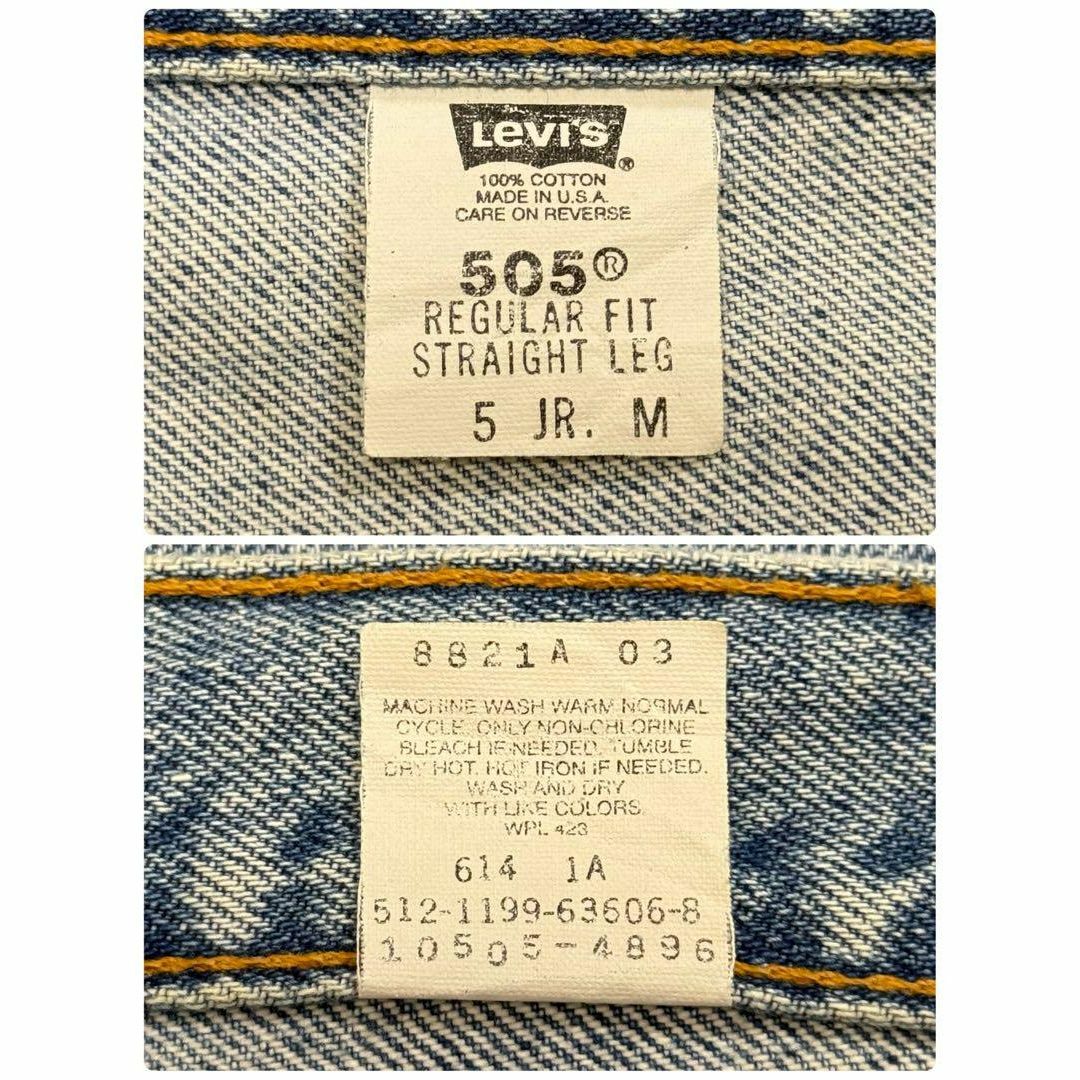 Levi's
®
100% COTTON
MADE IN U.S.A.
CARE ON REVERSE
505®
REGULAR FIT
STRAIGHT LEG
5 JR. M
8821A 03
MACHINE WASH WARM NORMAL
CYCLE. ONLY NON-CHLORINE
BLEACH IF NEEDED. TUMBLE
DRY HOT. HOT IRON IF NEEDED.
WASH AND DRY
WITH LIKE COLORS.
WPL 423
614 1A
512-1199-63606-8
10505-4896